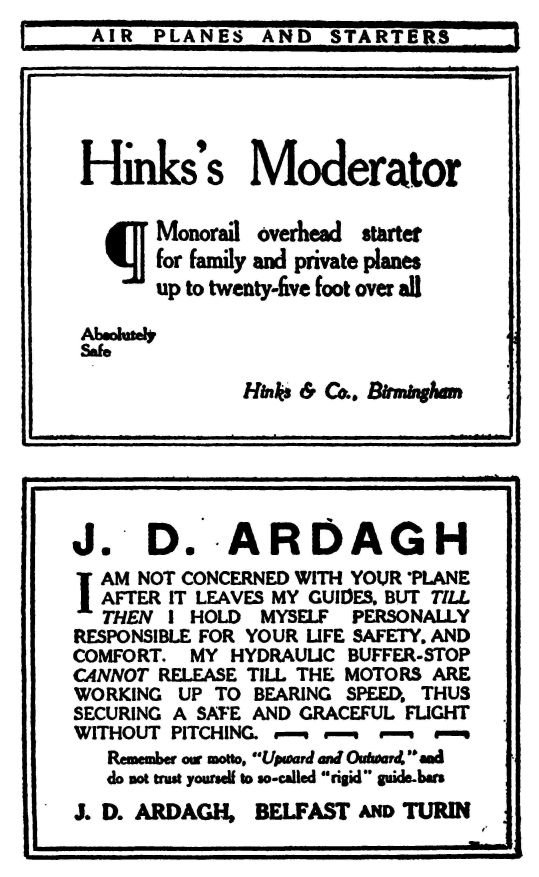 AIR PLANES AND STARTERS
Hinks's Moderator
¶ Monorail overhead starter
for family and private planes
up to twenty-five foot over all
Absolutely
Safe
Hinks & Co., Birmingham
J. D. ARDAGH
I AM NOT CONCERNED WITH YOUR 'PLANE
AFTER IT LEAVES MY GUIDES, BUT TILL
THEN I HOLD MYSELF PERSONALLY
RESPONSIBLE FOR YOUR LIFE SAFETY, AND
COMFORT. MY HYDRAULIC BUFFER-STOP
CANNOT RELEASE TILL THE MOTORS ARE
WORKING UP TO BEARING SPEED, THUS
SECURING A SAFE AND GRACEFUL FLIGHT
WITHOUT PITCHING.
Remember our motto, "Upward and Outward," and
do not trust yourself to so-called "rigid" guide-bars
J. D. ARDAGH, BELFAST AND TURIN